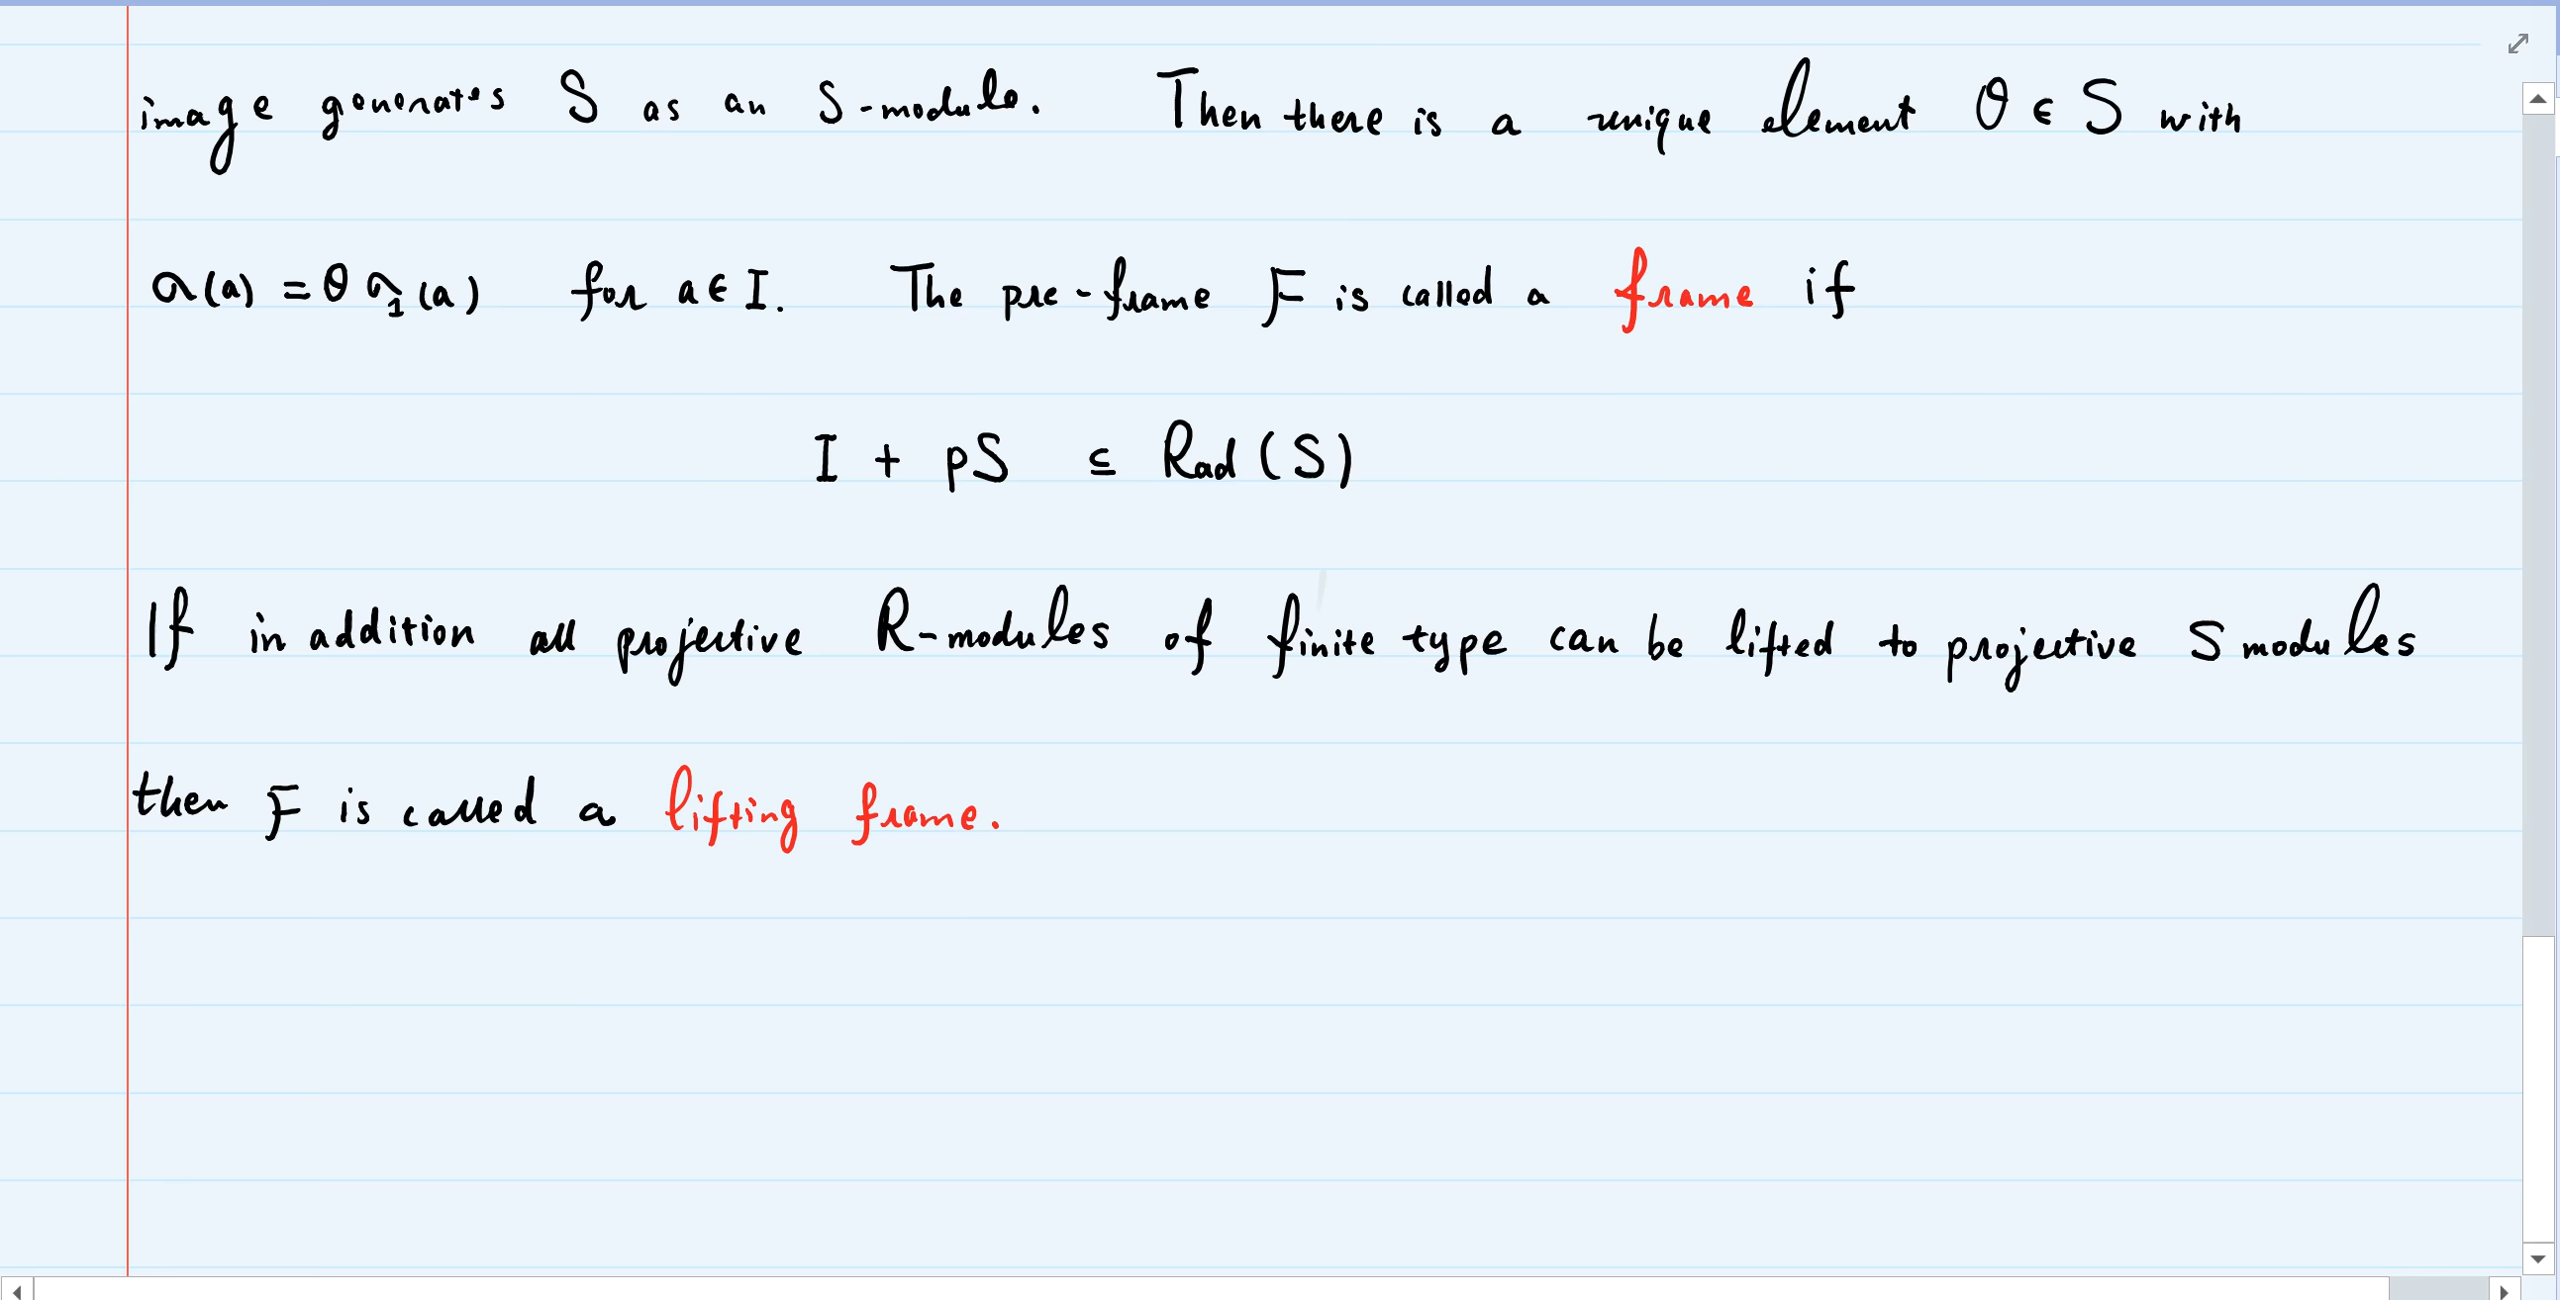 image generates S as an S-module. Then there is a unique element θ ∈ S with
σ(a) = θ σ₁(a) for a ∈ I. The pre-frame F is called a frame if
I + pS ⊆ Rad(S)
If in addition all projective R-modules of finite type can be lifted to projective S modules
then F is called a lifting frame.